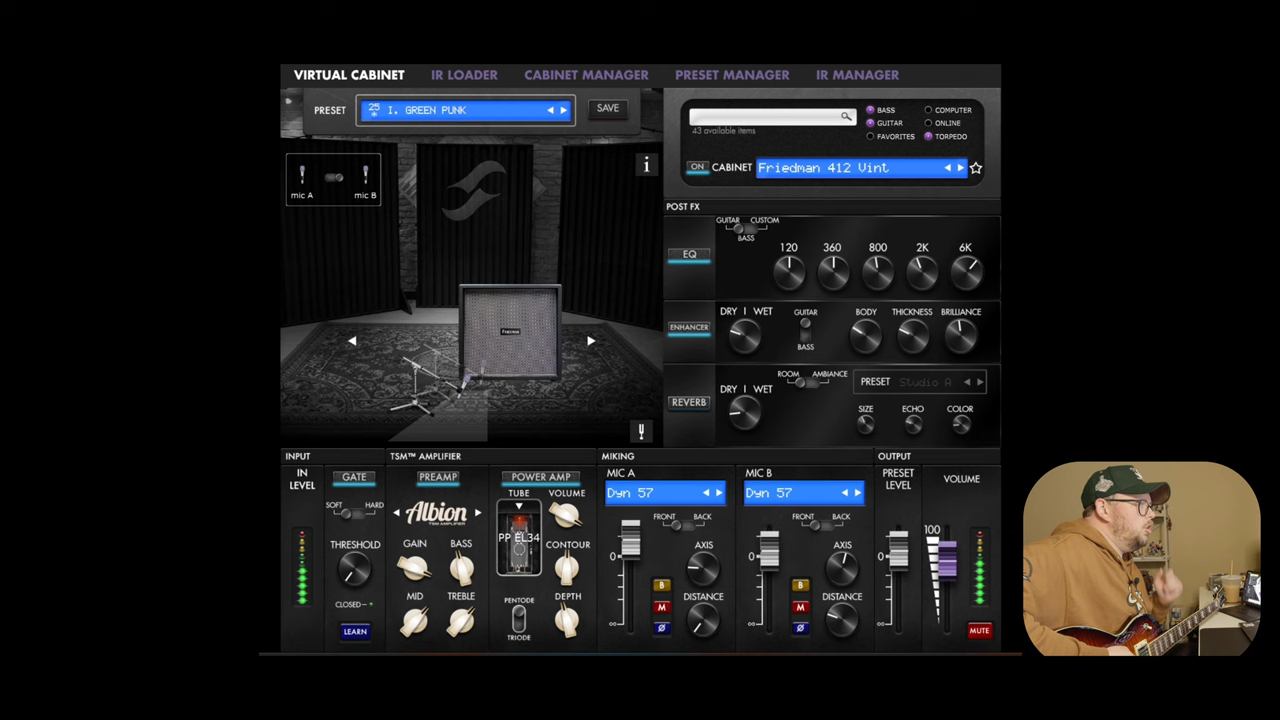 VIRTUAL CABINET
IR LOADER
CABINET MANAGER
PRESET MANAGER
IR MANAGER
PRESET
25
*
I. GREEN PUNK
SAVE
mic A
mic B
i
43 available items
BASS
GUITAR
FAVORITES
COMPUTER
ONLINE
TORPEDO
ON
CABINET
Friedman 412 Vint
POST FX
EQ
GUITAR
CUSTOM
BASS
120
360
800
2K
6K
ENHANCER
DRY | WET
GUITAR
BASS
BODY
THICKNESS
BRILLIANCE
REVERB
DRY | WET
ROOM
AMBIANCE
PRESET
Studio A
SIZE
ECHO
COLOR
INPUT
IN
LEVEL
GATE
SOFT
HARD
THRESHOLD
CLOSED
LEARN
TSM™ AMPLIFIER
PREAMP
Albion
TSM AMPLIFIER
GAIN
BASS
MID
TREBLE
POWER AMP
TUBE
PP EL34
PENTODE
TRIODE
VOLUME
CONTOUR
DEPTH
MIKING
MIC A
Dyn 57
FRONT
BACK
0
∞
AXIS
B
M
Ø
DISTANCE
MIC B
Dyn 57
FRONT
BACK
0
∞
AXIS
B
M
Ø
DISTANCE
OUTPUT
PRESET
LEVEL
0
∞
VOLUME
100
MUTE